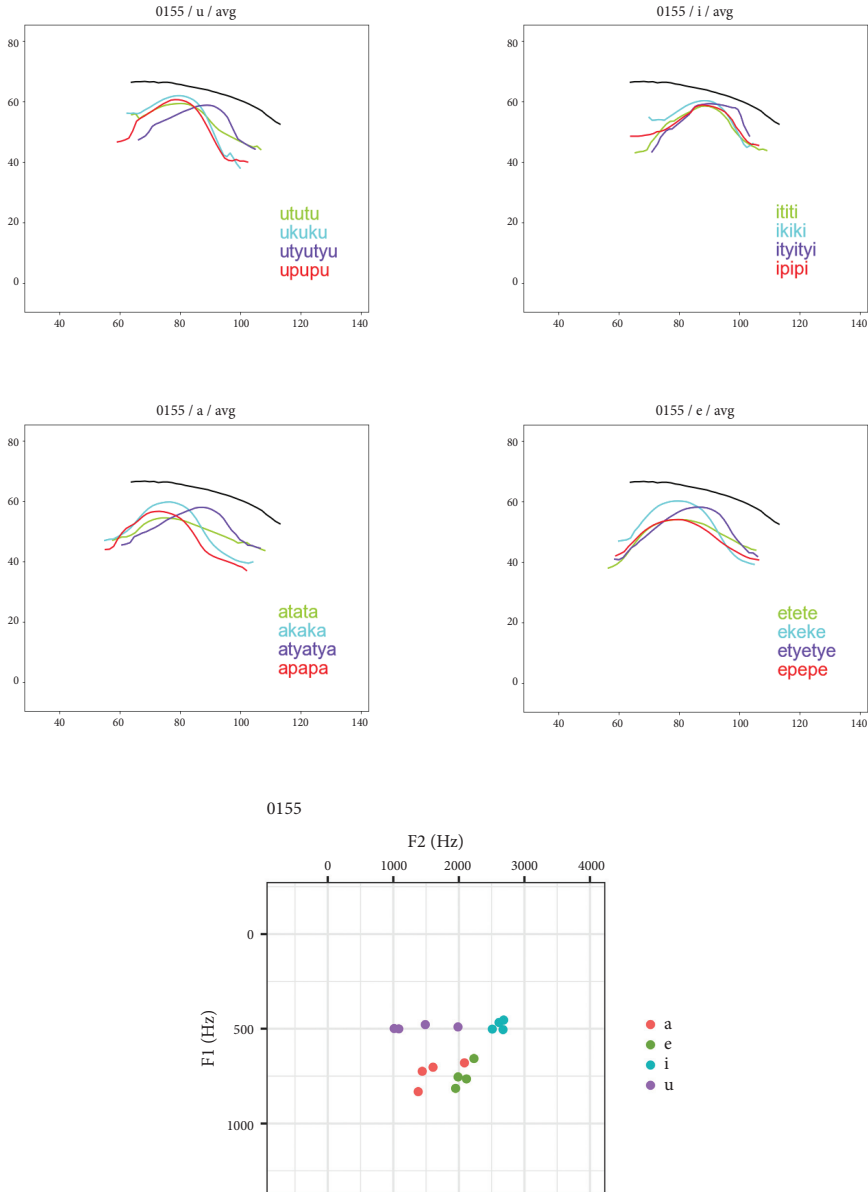 0155 / u / avg
80
60
40
20
0
ututu
ukuku
utyutyu
upupu
40 60 80 100 120 140
0155 / i / avg
80
60
40
20
0
ititi
ikiki
ityityi
ipipi
40 60 80 100 120 140
0155 / a / avg
80
60
40
20
0
atata
akaka
atyatya
apapa
40 60 80 100 120 140
0155 / e / avg
80
60
40
20
0
etete
ekeke
etyetye
epepe
40 60 80 100 120 140
0155
F2 (Hz)
0 1000 2000 3000 4000
F1 (Hz)
0
500
1000
a
e
i
u